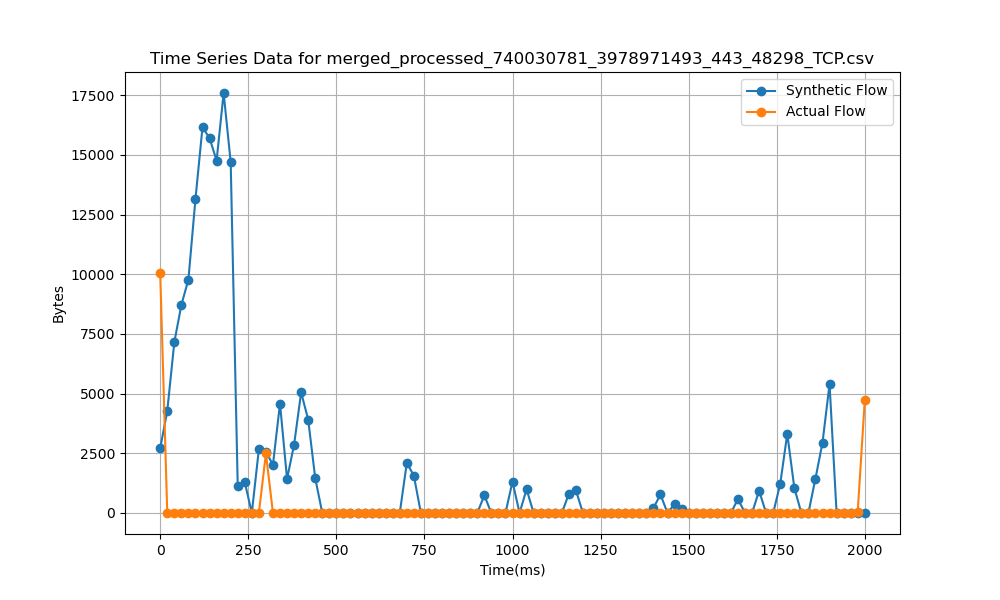 Time Series Data for merged_processed_740030781_3978971493_443_48298_TCP.csv
Synthetic Flow
Actual Flow
17500
15000
12500
10000
7500
5000
2500
0
Bytes
0 250 500 750 1000 1250 1500 1750 2000
Time(ms)